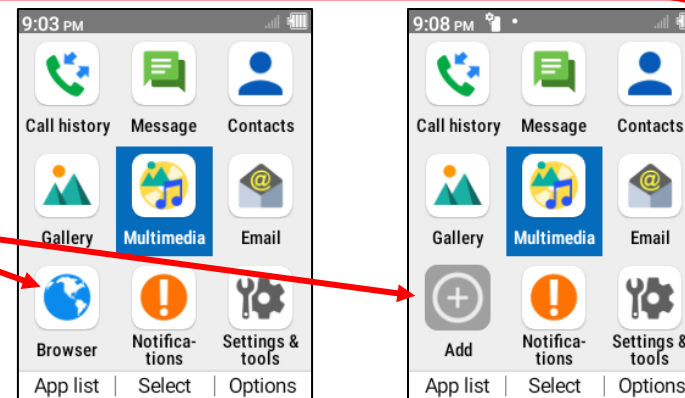 9:03 PM
Call history Message Contacts
Gallery Multimedia Email
Browser Notifica-
tions Settings &
tools
App list | Select | Options
9:08 PM
Call history Message Contacts
Gallery Multimedia Email
Add Notifica-
tions Settings &
tools
App list | Select | Options